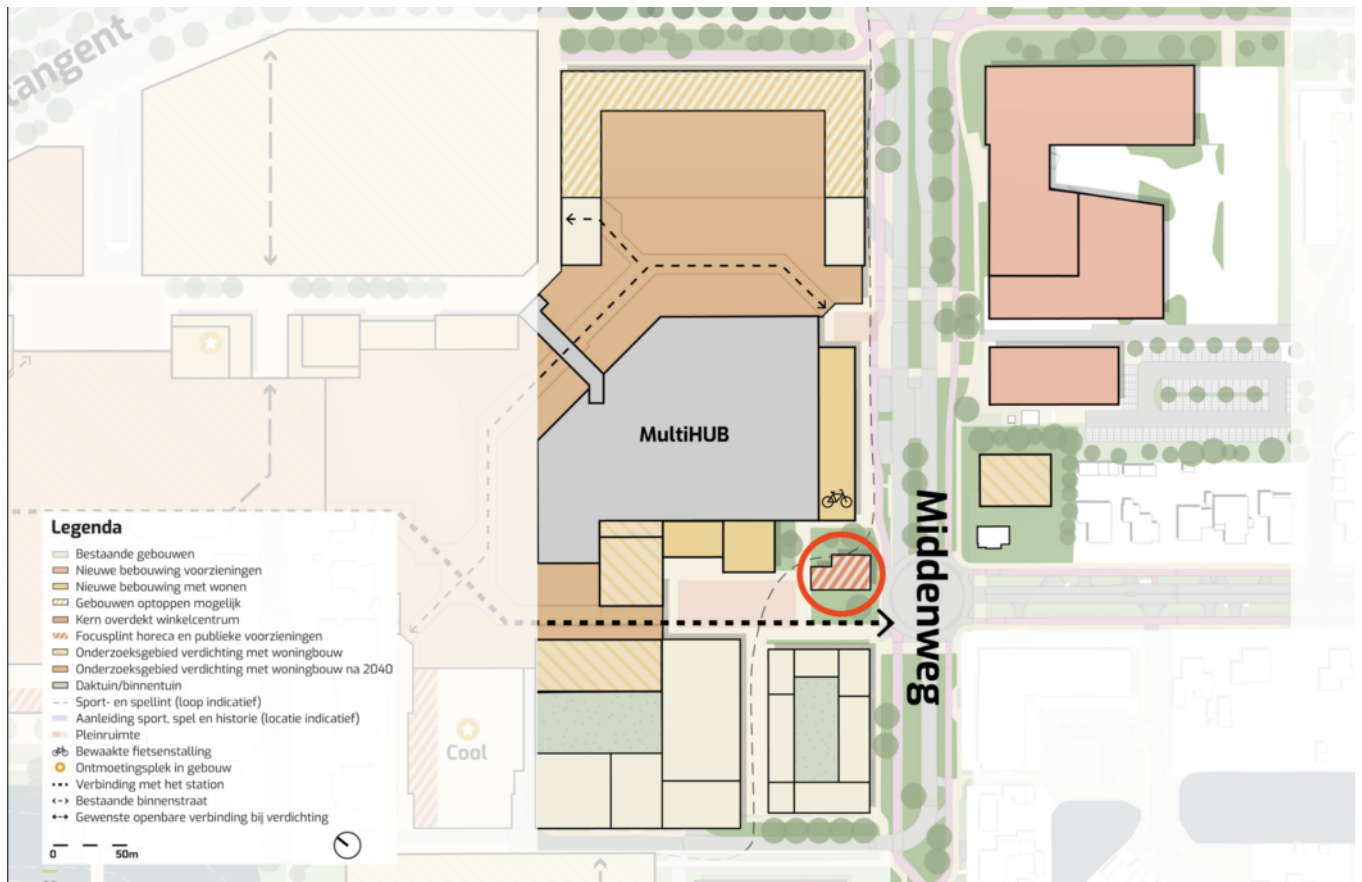 tangent
MultiHUB
Middenweg
Cool
Legenda
Bestaande gebouwen
Nieuwe bebouwing voorzieningen
Nieuwe bebouwing met wonen
Gebouwen optoppen mogelijk
Kern overdekt winkelcentrum
Focusplint horeca en publieke voorzieningen
Onderzoeksgebied verdichting met woningbouw
Onderzoeksgebied verdichting met woningbouw na 2040
Daktuin/binnentuin
Sport- en spellint (loop indicatief)
Aanleiding sport, spel en historie (locatie indicatief)
Pleinruimte
Bewaakte fietsenstalling
Ontmoetingsplek in gebouw
Verbinding met het station
Bestaande binnenstraat
Gewenste openbare verbinding bij verdichting
0 50m